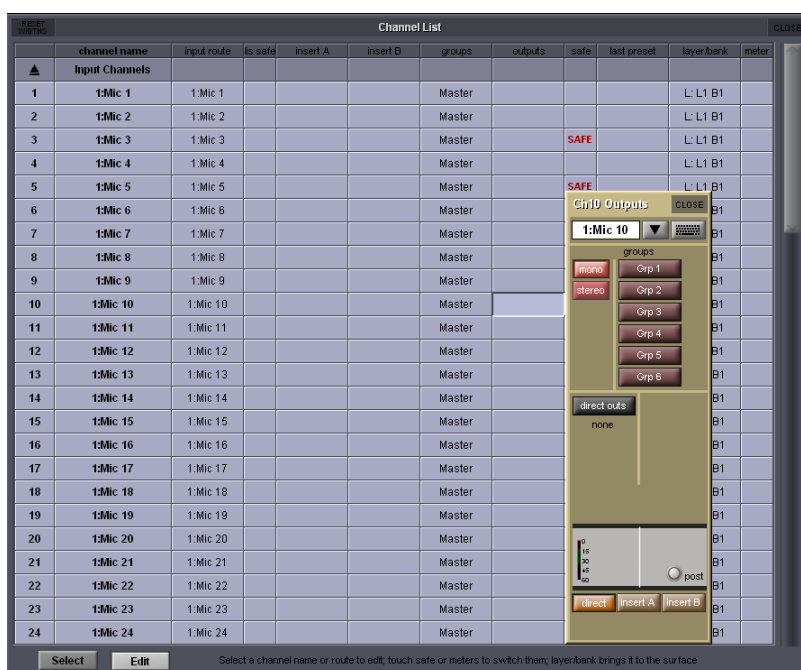 RESET WIDTHS Channel List CLOSE
channel name input route lis safe insert A insert B groups outputs safe last preset layer/bank meter
Input Channels
1 1:Mic 1 1:Mic 1 Master L: L1 B1
2 1:Mic 2 1:Mic 2 Master L: L1 B1
3 1:Mic 3 1:Mic 3 Master SAFE L: L1 B1
4 1:Mic 4 1:Mic 4 Master L: L1 B1
5 1:Mic 5 1:Mic 5 Master SAFE L: L1 B1
6 1:Mic 6 1:Mic 6 Master B1
7 1:Mic 7 1:Mic 7 Master B1
8 1:Mic 8 1:Mic 8 Master B1
9 1:Mic 9 1:Mic 9 Master B1
10 1:Mic 10 1:Mic 10 Master B1
11 1:Mic 11 1:Mic 11 Master B1
12 1:Mic 12 1:Mic 12 Master B1
13 1:Mic 13 1:Mic 13 Master B1
14 1:Mic 14 1:Mic 14 Master B1
15 1:Mic 15 1:Mic 15 Master B1
16 1:Mic 16 1:Mic 16 Master B1
17 1:Mic 17 1:Mic 17 Master B1
18 1:Mic 18 1:Mic 18 Master B1
19 1:Mic 19 1:Mic 19 Master B1
20 1:Mic 20 1:Mic 20 Master B1
21 1:Mic 21 1:Mic 21 Master B1
22 1:Mic 22 1:Mic 22 Master B1
23 1:Mic 23 1:Mic 23 Master B1
24 1:Mic 24 1:Mic 24 Master B1
Ch10 Outputs CLOSE
1:Mic 10
groups
mono Grp 1
stereo Grp 2
Grp 3
Grp 4
Grp 5
Grp 6
direct outs
none
0
15
30
45
60
post
direct insert A insert B
Select Edit Select a channel name or route to edit; touch safe or meters to switch them; layer/bank brings it to the surface